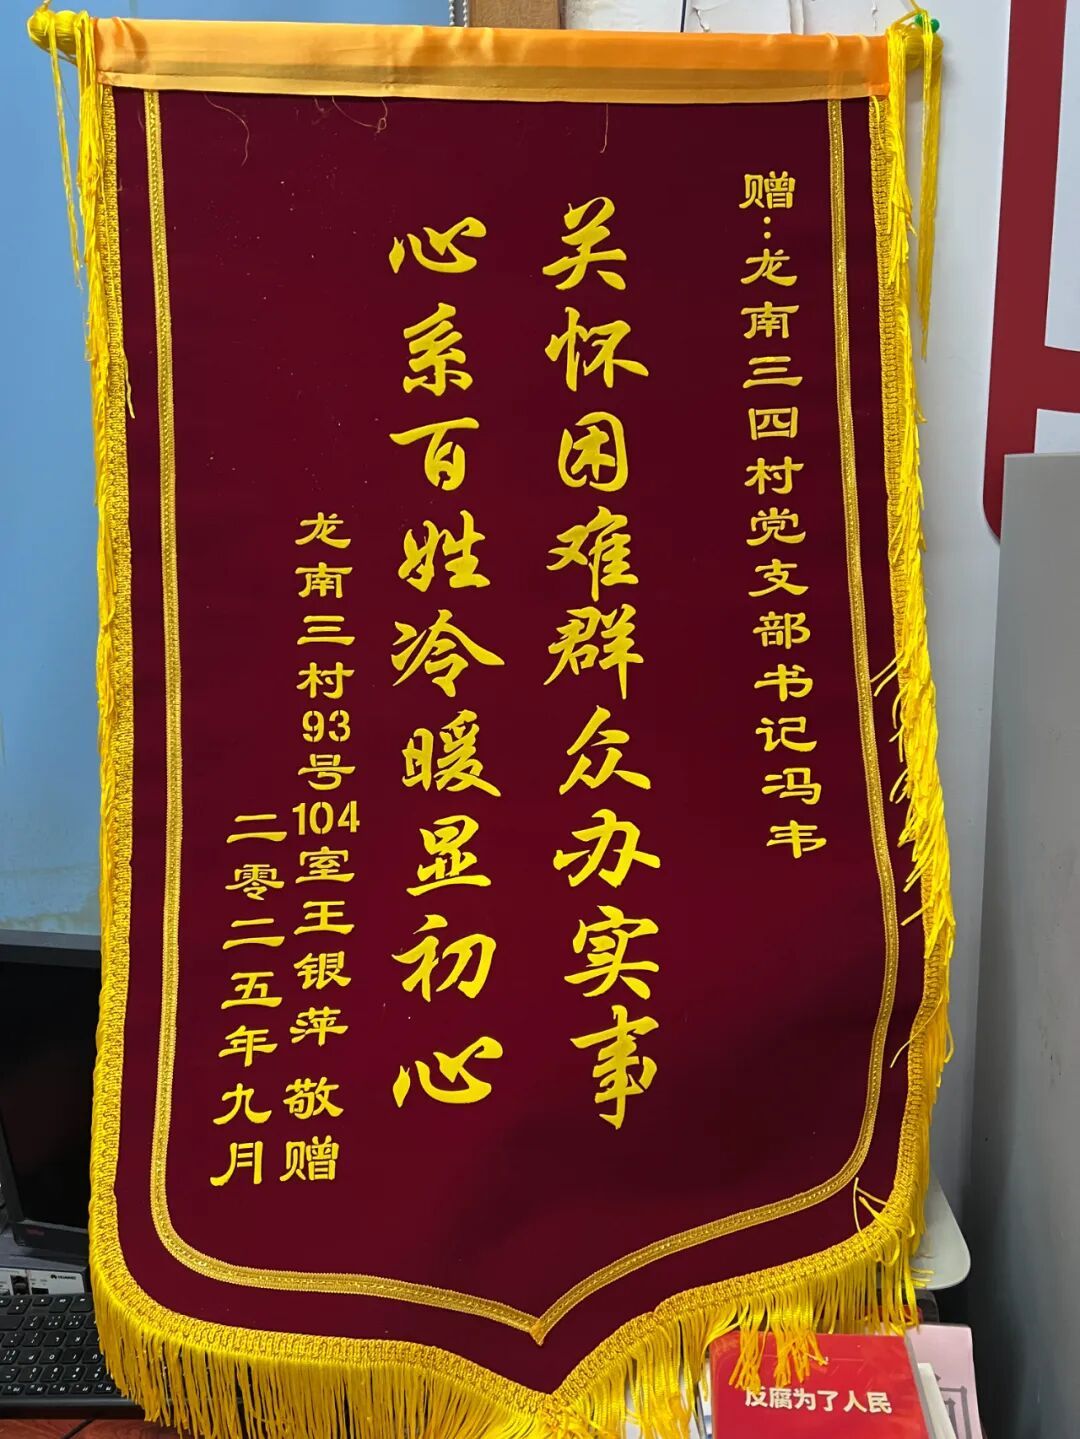 赠：龙南三四村党支部书记冯韦
关怀困难群众办实事
心系百姓冷暖显初心
龙南三村93号104室王银萍 敬赠
二零二五年九月
反腐为了人民
HUAWEI